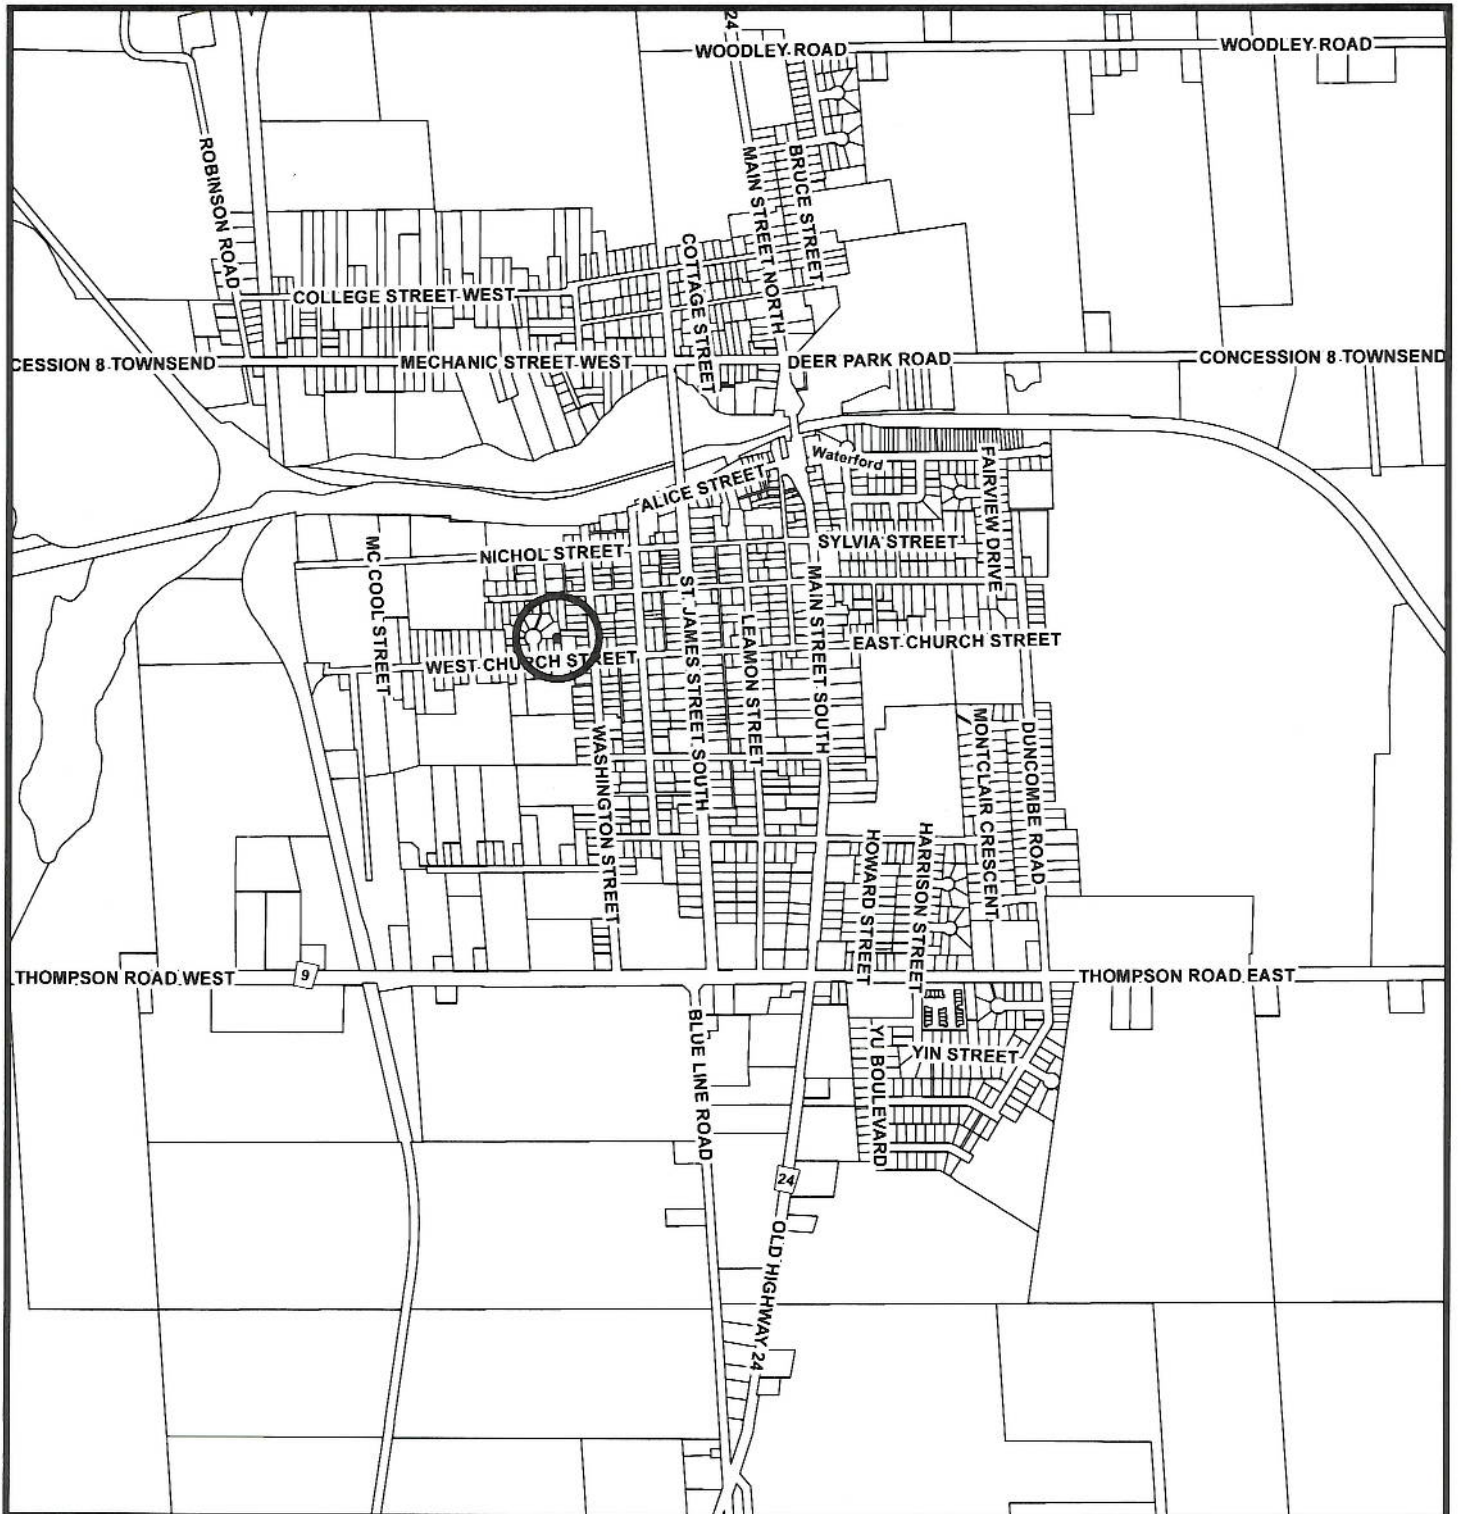 24
WOODLEY ROAD
WOODLEY ROAD
ROBINSON ROAD
MAIN STREET NORTH
BRUCE STREET
COTTAGE STREET
COLLEGE STREET WEST
CESSION 8 TOWNSEND
MECHANIC STREET WEST
DEER PARK ROAD
CONCESSION 8 TOWNSEND
Waterford
FAIRVIEW DRIVE
ALICE STREET
SYLVIA STREET
NICHOL STREET
MC COOL STREET
ST. JAMES STREET SOUTH
LEAMON STREET
MAIN STREET SOUTH
EAST CHURCH STREET
WEST CHURCH STREET
WASHINGTON STREET
MONTCLAIR CRESCENT
DUNCOMBE ROAD
HOWARD STREET
HARRISON STREET
THOMPSON ROAD WEST
9
THOMPSON ROAD EAST
BLUE LINE ROAD
YU BOULEVARD
YIN STREET
24
OLD HIGHWAY 24